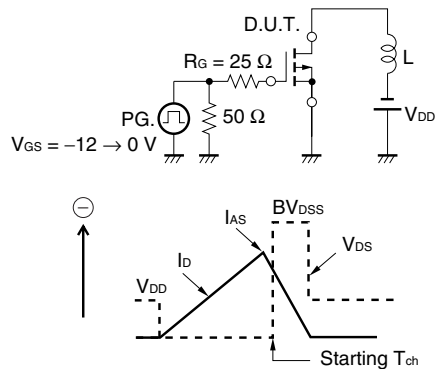 D.U.T.
RG = 25 Ω
L
PG.
50 Ω
VDD
VGS = −12 → 0 V
⊖
BVDSS
IAS
VDS
ID
VDD
Starting Tch